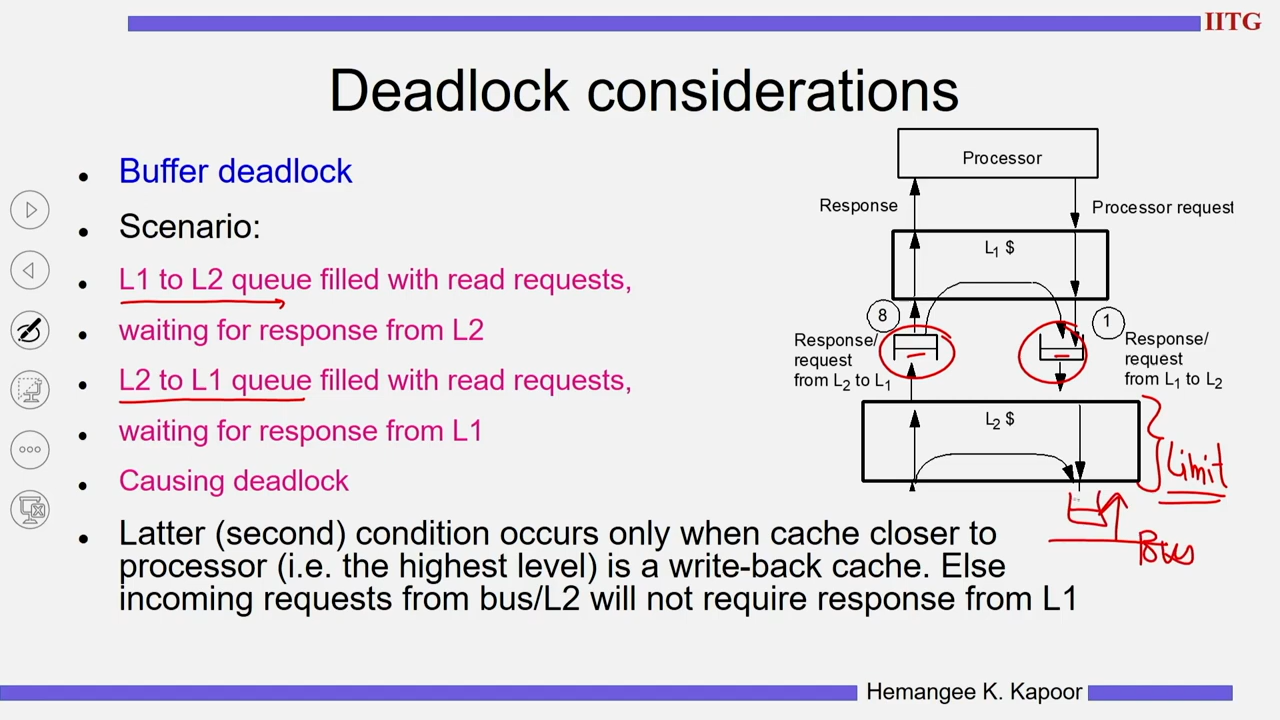 IITG
Deadlock considerations
• Buffer deadlock
• Scenario:
• L1 to L2 queue filled with read requests,
• waiting for response from L2
• L2 to L1 queue filled with read requests,
• waiting for response from L1
• Causing deadlock
• Latter (second) condition occurs only when cache closer to
processor (i.e. the highest level) is a write-back cache. Else
incoming requests from bus/L2 will not require response from L1
Processor
Response
Processor request
L1 $
8
1
Response/
request
from L2 to L1
Response/
request
from L1 to L2
L2 $
Limit
Bus
Hemangee K. Kapoor